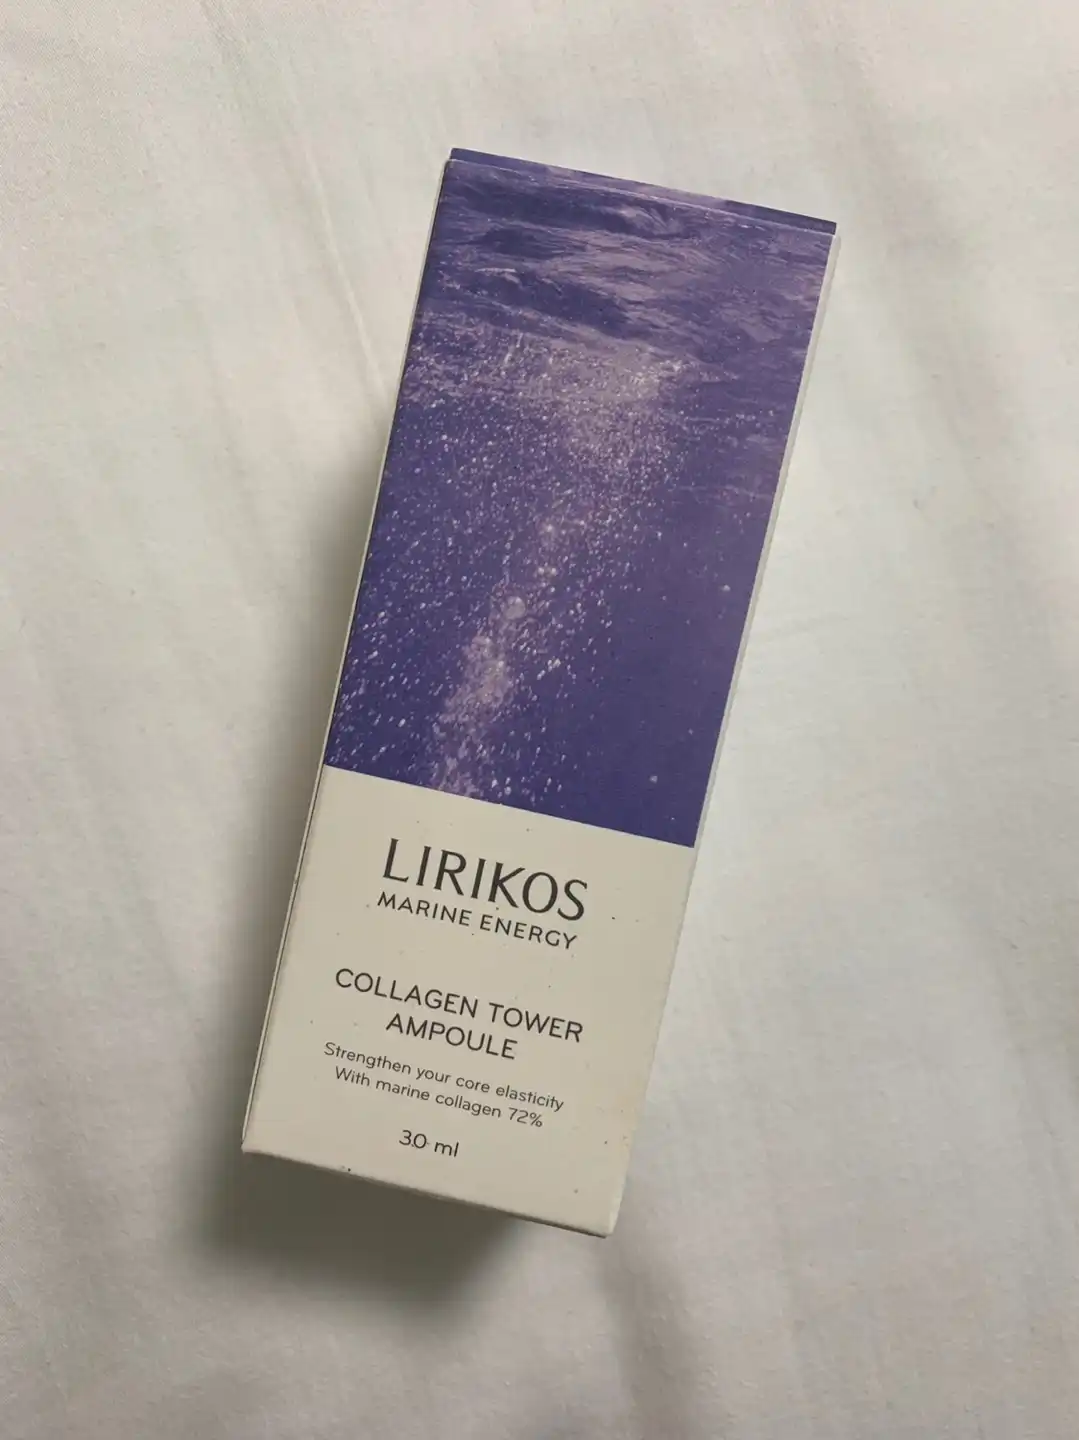 LIRIKOS
MARINE ENERGY
COLLAGEN TOWER
AMPOULE
Strengthen your core elasticity
With marine collagen 72%
30 ml